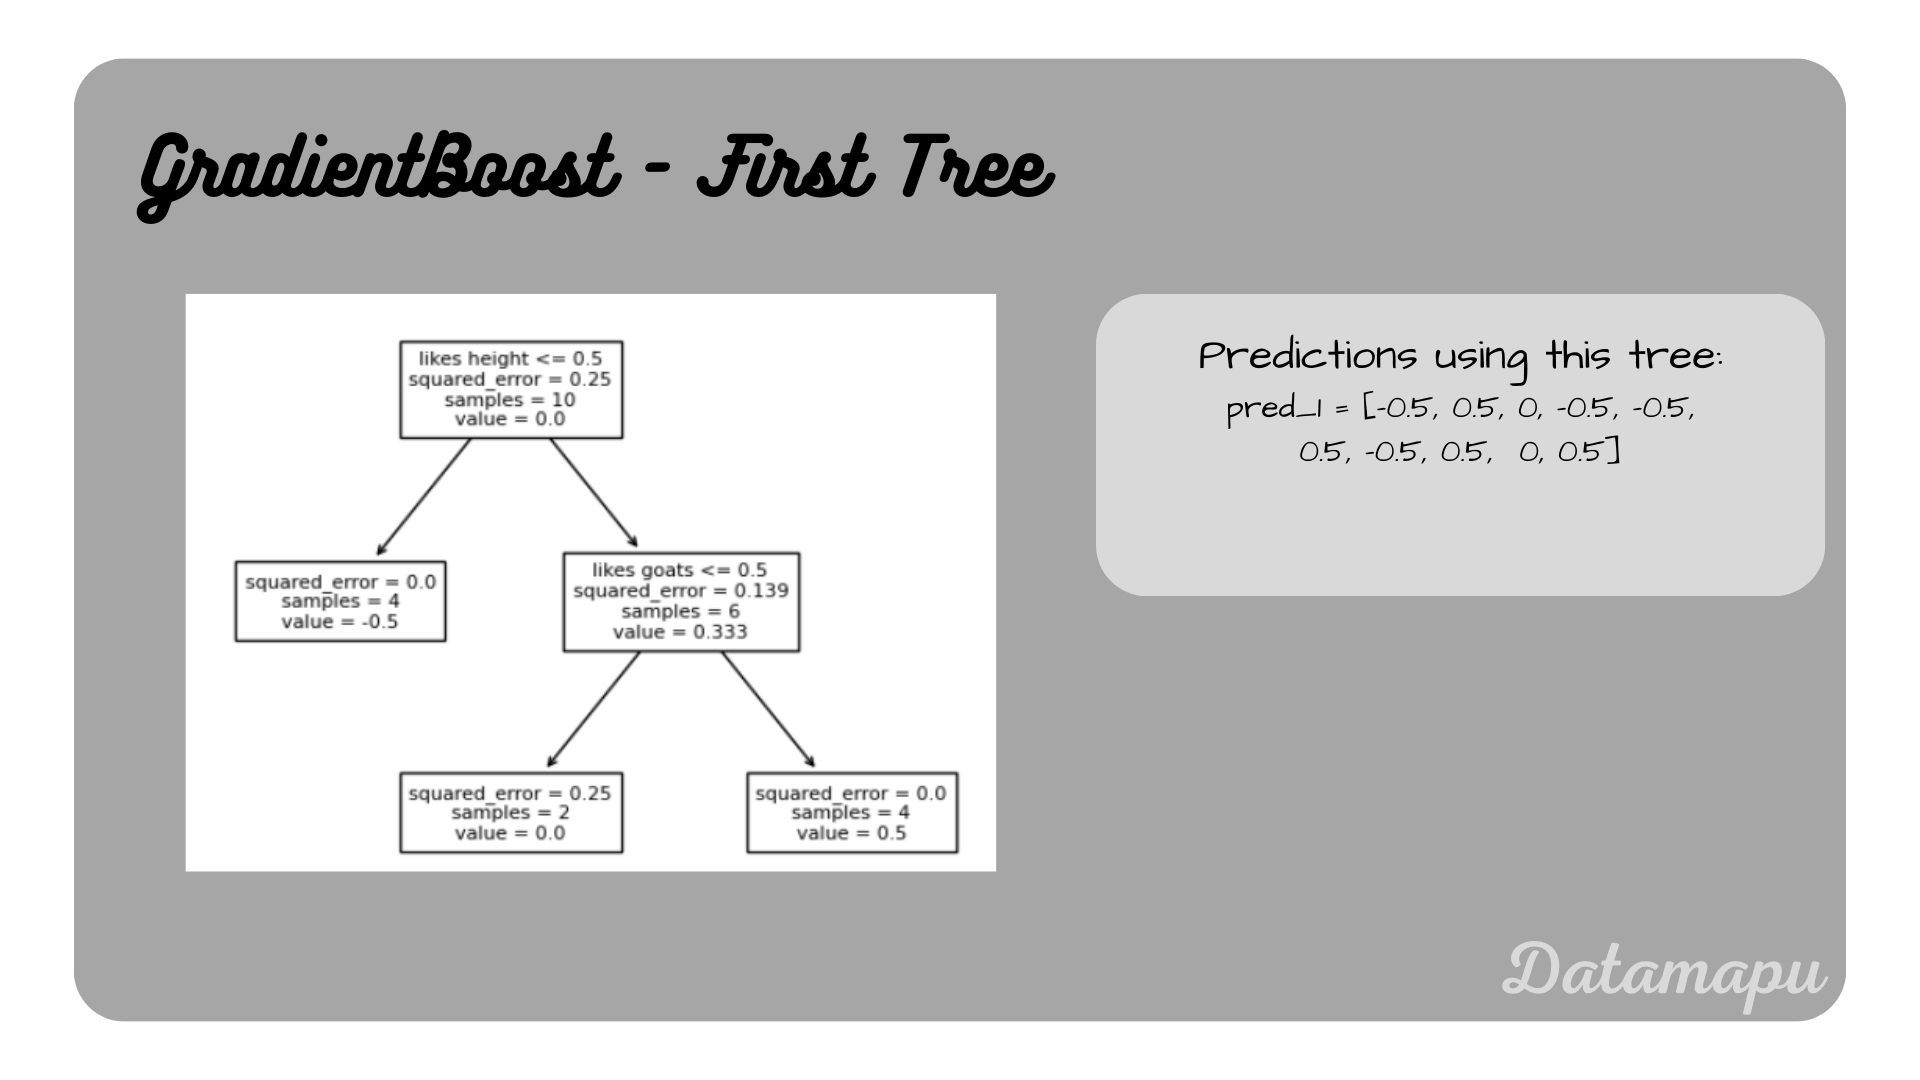 GradientBoost - First Tree
likes height <= 0.5
squared_error = 0.25
samples = 10
value = 0.0
squared_error = 0.0
samples = 4
value = -0.5
likes goats <= 0.5
squared_error = 0.139
samples = 6
value = 0.333
squared_error = 0.25
samples = 2
value = 0.0
squared_error = 0.0
samples = 4
value = 0.5
Predictions using this tree:
pred_1 = [-0.5, 0.5, 0, -0.5, -0.5,
0.5, -0.5, 0.5, 0, 0.5]
Datamapu